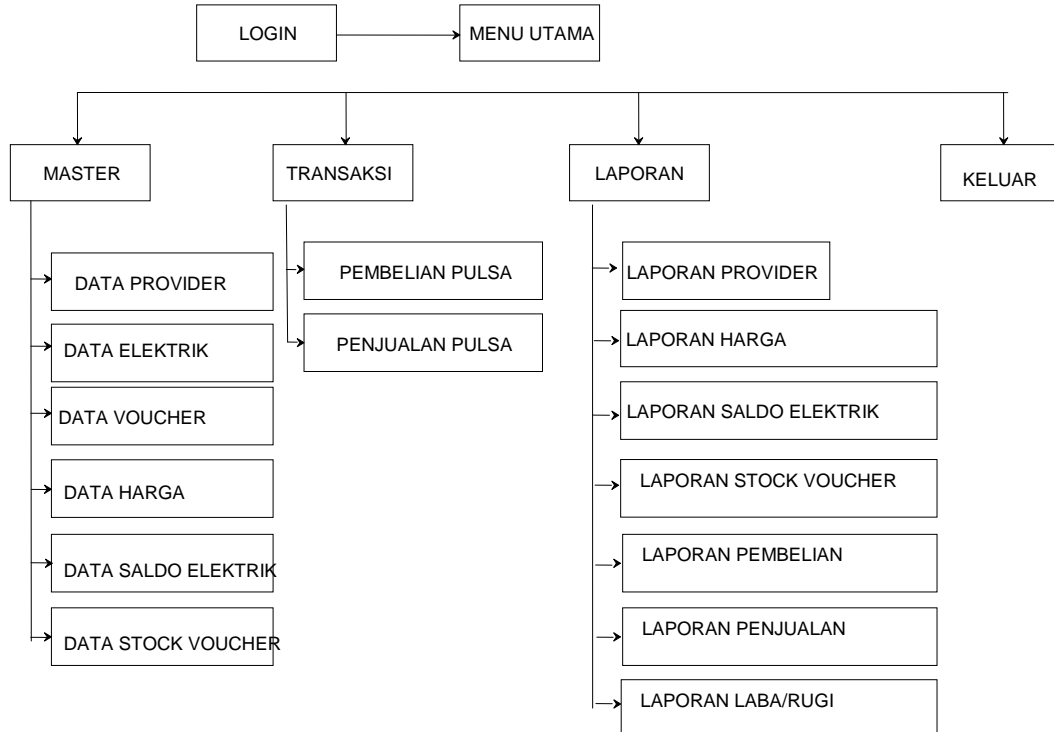 LOGIN
MENU UTAMA
MASTER
TRANSAKSI
LAPORAN
KELUAR
DATA PROVIDER
DATA ELEKTRIK
DATA VOUCHER
DATA HARGA
DATA SALDO ELEKTRIK
DATA STOCK VOUCHER
PEMBELIAN PULSA
PENJUALAN PULSA
LAPORAN PROVIDER
LAPORAN HARGA
LAPORAN SALDO ELEKTRIK
LAPORAN STOCK VOUCHER
LAPORAN PEMBELIAN
LAPORAN PENJUALAN
LAPORAN LABA/RUGI